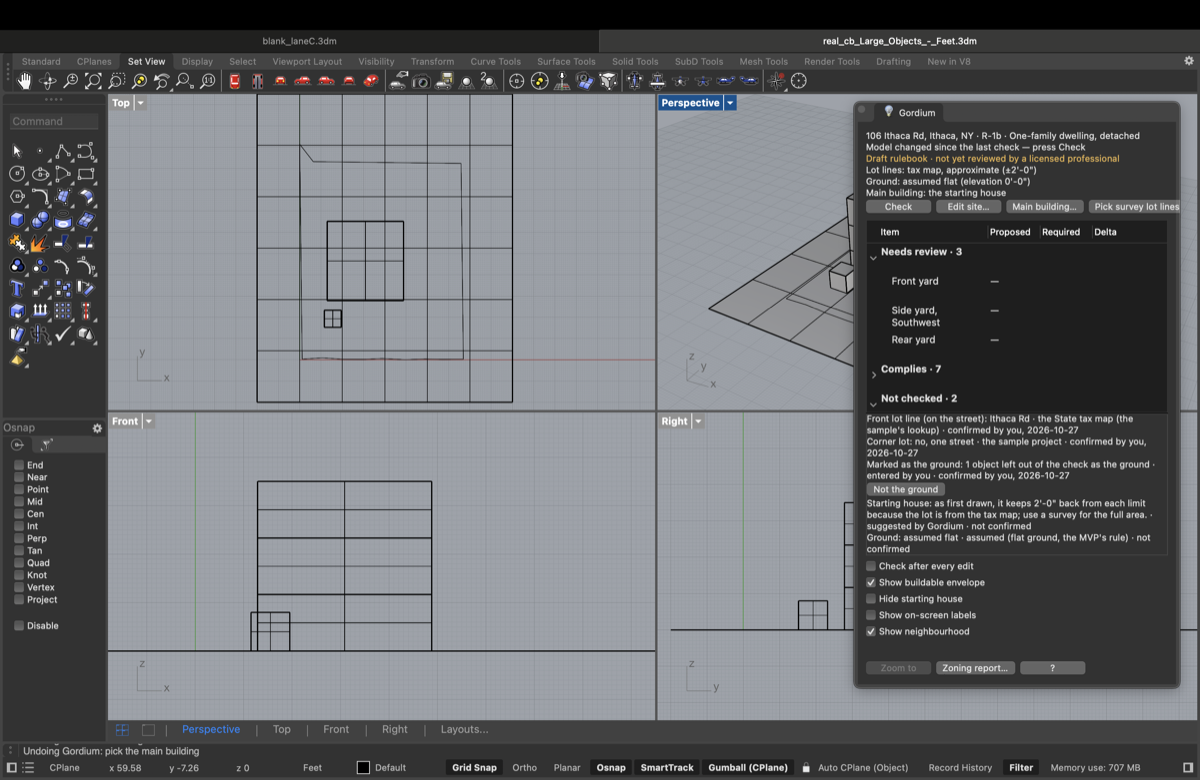 blank_laneC.3dm
real_cb_Large_Objects_-_Feet.3dm
Standard CPlanes Set View Display Select Viewport Layout Visibility Transform Curve Tools Surface Tools Solid Tools SubD Tools Mesh Tools Render Tools Drafting New in V8
Command
Top
Perspective
Front
Right
y
x
z
y
x
z
x
z
y
Osnap
End
Near
Point
Mid
Cen
Int
Perp
Tan
Quad
Knot
Vertex
Project
Disable
Gordium
106 Ithaca Rd, Ithaca, NY · R-1b · One-family dwelling, detached
Model changed since the last check — press Check
Draft rulebook · not yet reviewed by a licensed professional
Lot lines: tax map, approximate (±2'-0")
Ground: assumed flat (elevation 0'-0")
Main building: the starting house
Check Edit site... Main building... Pick survey lot lines
Item Proposed Required Delta
Needs review · 3
Front yard —
Side yard, —
Southwest
Rear yard —
Complies · 7
Not checked · 2
Front lot line (on the street): Ithaca Rd · the State tax map (the
sample's lookup) · confirmed by you, 2026-10-27
Corner lot: no, one street · the sample project · confirmed by you,
2026-10-27
Marked as the ground: 1 object left out of the check as the ground ·
entered by you · confirmed by you, 2026-10-27
Not the ground
Starting house: as first drawn, it keeps 2'-0" back from each limit
because the lot is from the tax map; use a survey for the full area. ·
suggested by Gordium · not confirmed
Ground: assumed flat · assumed (flat ground, the MVP's rule) · not
confirmed
Check after every edit
Show buildable envelope
Hide starting house
Show on-screen labels
Show neighbourhood
Zoom to Zoning report... ?
Perspective Top Front Right Layouts...
Undoing Gordium: pick the main building
CPlane x 59.58 y -7.26 z 0 Feet Default Grid Snap Ortho Planar Osnap SmartTrack Gumball (CPlane) Auto CPlane (Object) Record History Filter Memory use: 707 MB